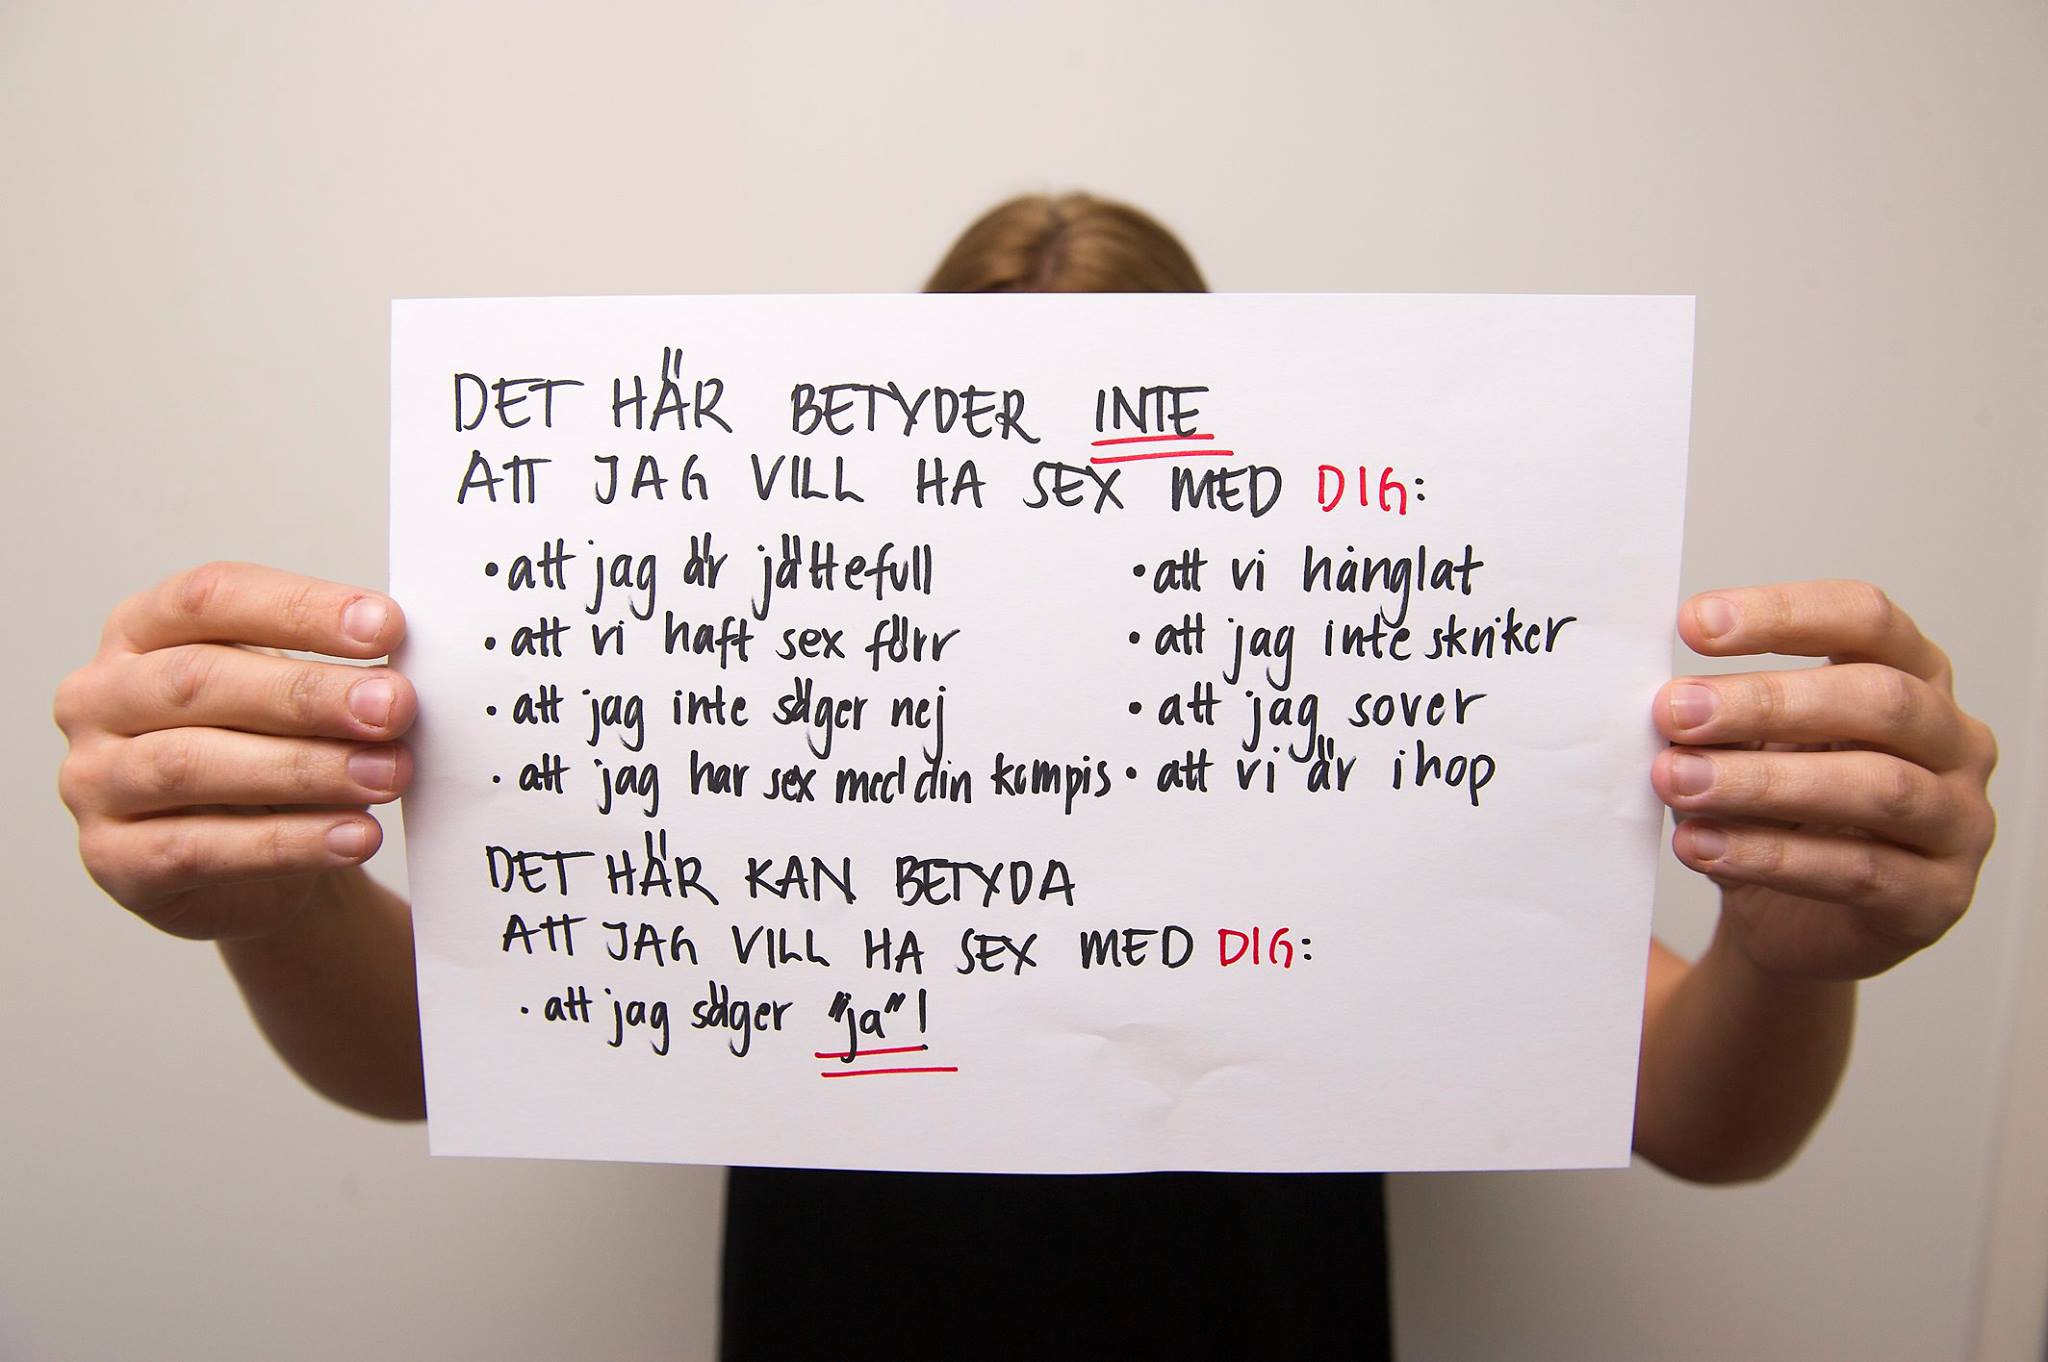 DET HÄR BETYDER INTE
ATT JAG VILL HA SEX MED DIG:
• att jag är jättefull
• att vi haft sex förr
• att jag inte säger nej
• att jag har sex med din kompis
• att vi hånglat
• att jag inte skriker
• att jag sover
• att vi är ihop
DET HÄR KAN BETYDA
ATT JAG VILL HA SEX MED DIG:
• att jag säger "ja"!